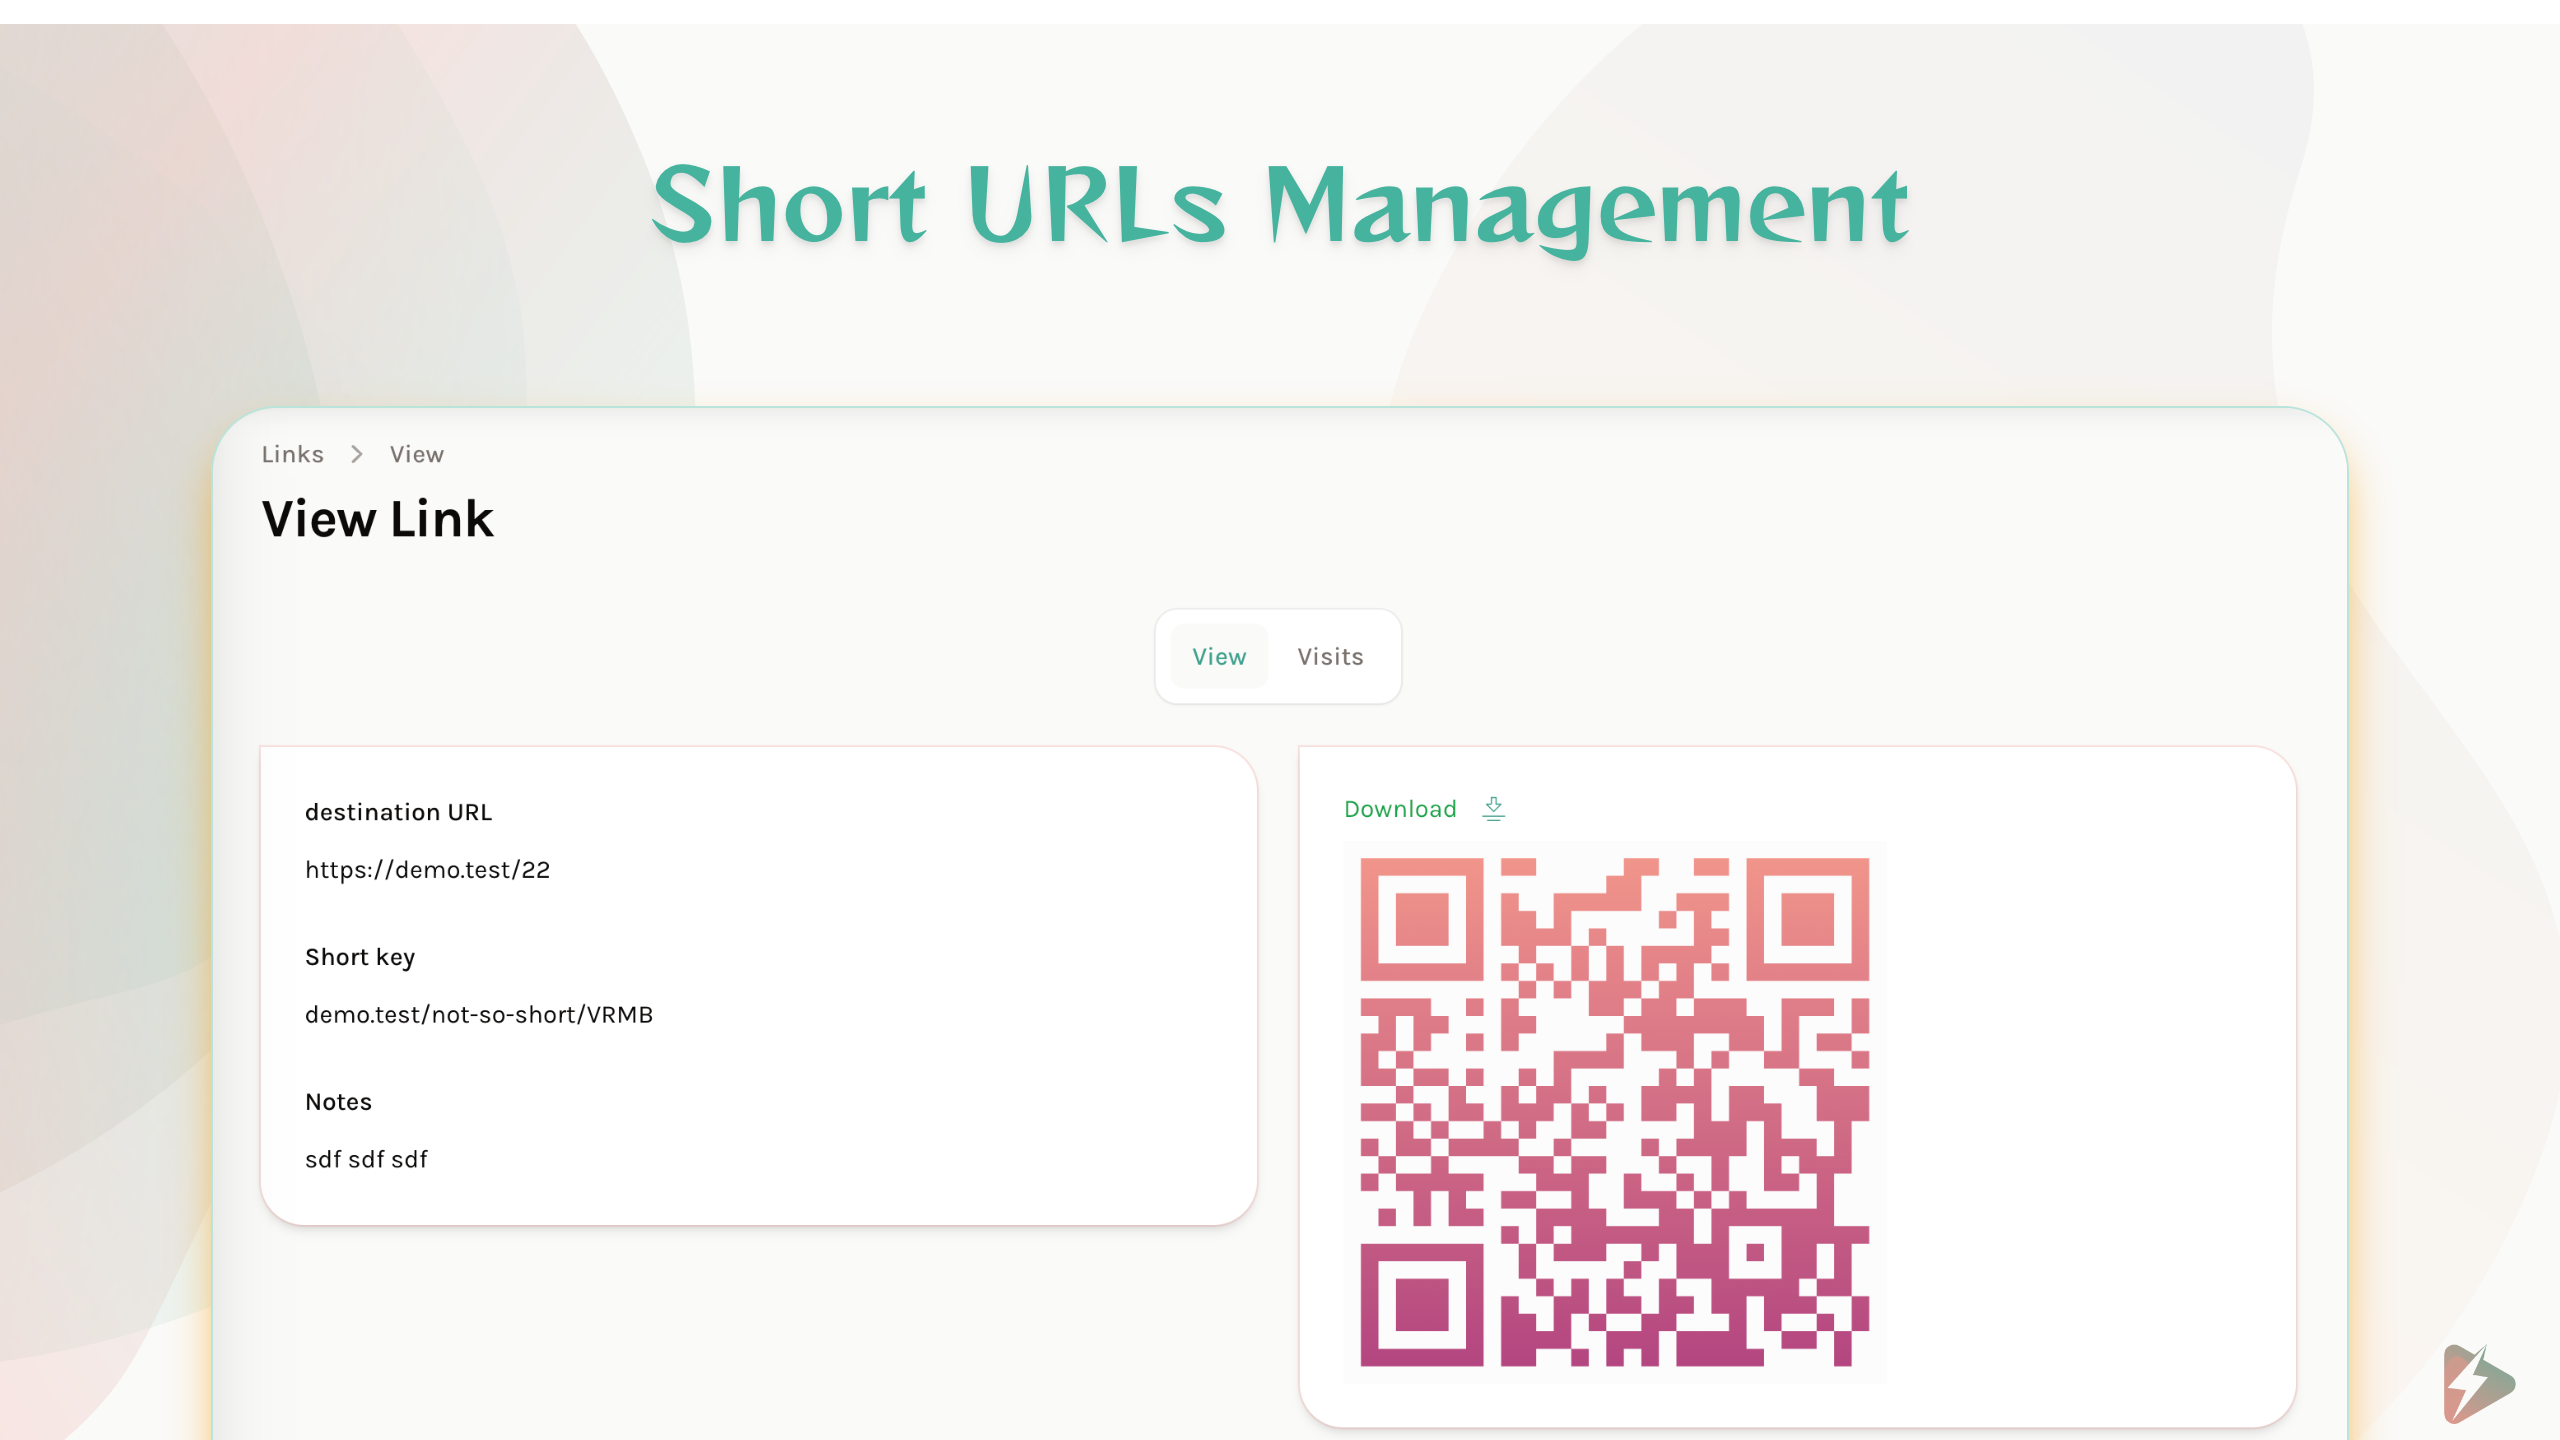 Short URLs Management
Links > View
View Link
View Visits
destination URL
https://demo.test/22
Short key
demo.test/not-so-short/VRMB
Notes
sdf sdf sdf
Download